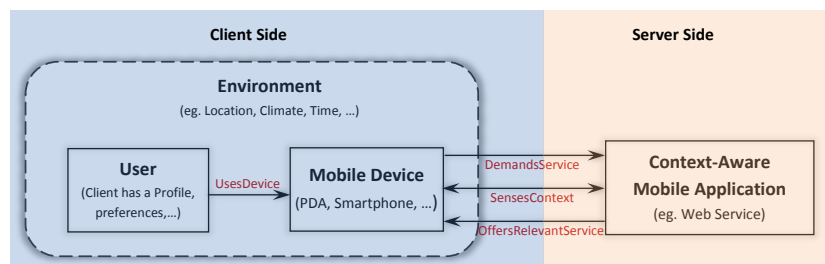 Client Side
Server Side
Environment
(eg. Location, Climate, Time, ...)
User
(Client has a Profile,
preferences,...)
UsesDevice
Mobile Device
(PDA, Smartphone, ...)
DemandsService
SensesContext
OffersRelevantService
Context-Aware
Mobile Application
(eg. Web Service)